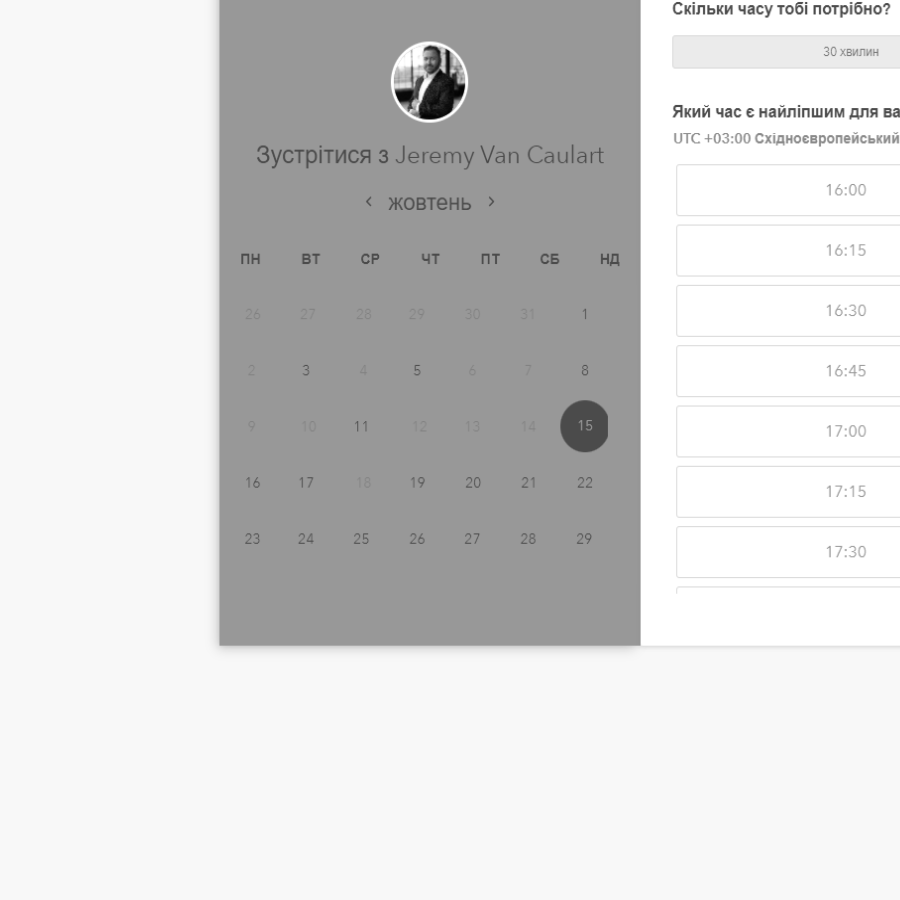 Зустрітися з Jeremy Van Caulart
‹ жовтень ›
ПН ВТ СР ЧТ ПТ СБ НД
26 27 28 29 30 31 1
2 3 4 5 6 7 8
9 10 11 12 13 14 15
16 17 18 19 20 21 22
23 24 25 26 27 28 29
Скільки часу тобі потрібно?
30 хвилин
Який час є найліпшим для ва
UTC +03:00 Східноєвропейський
16:00
16:15
16:30
16:45
17:00
17:15
17:30